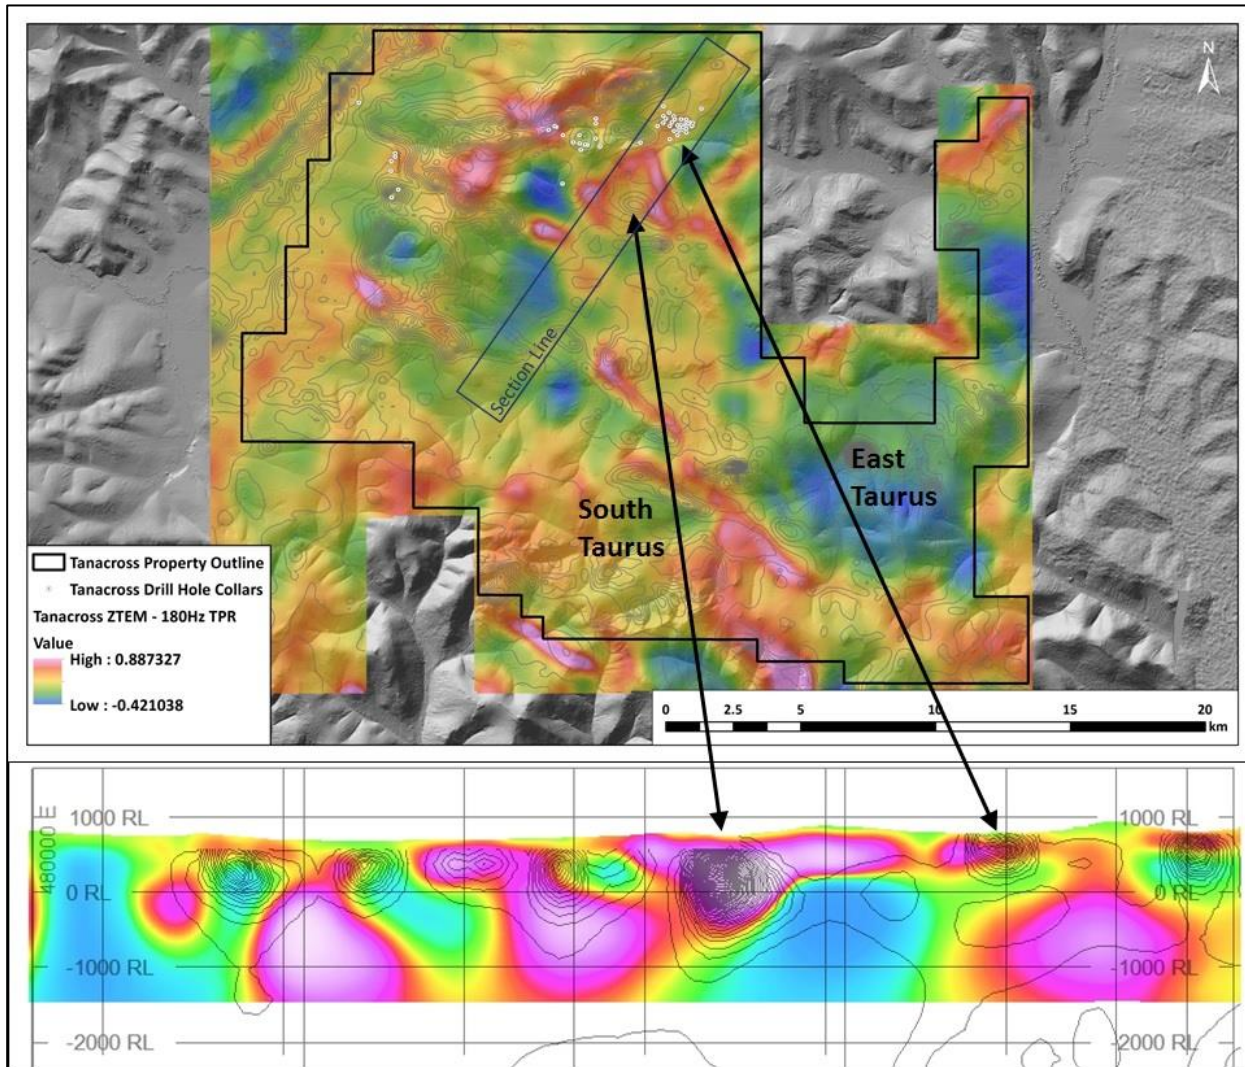 N
Section Line
East
Taurus
South
Taurus
Tanacross Property Outline
Tanacross Drill Hole Collars
Tanacross ZTEM - 180Hz TPR
Value
High : 0.887327
Low : -0.421038
0 1.25 2.5 5 10 15 20
km
480000 E
1000 RL 1000 RL
0 RL 0 RL
-1000 RL -1000 RL
-2000 RL -2000 RL